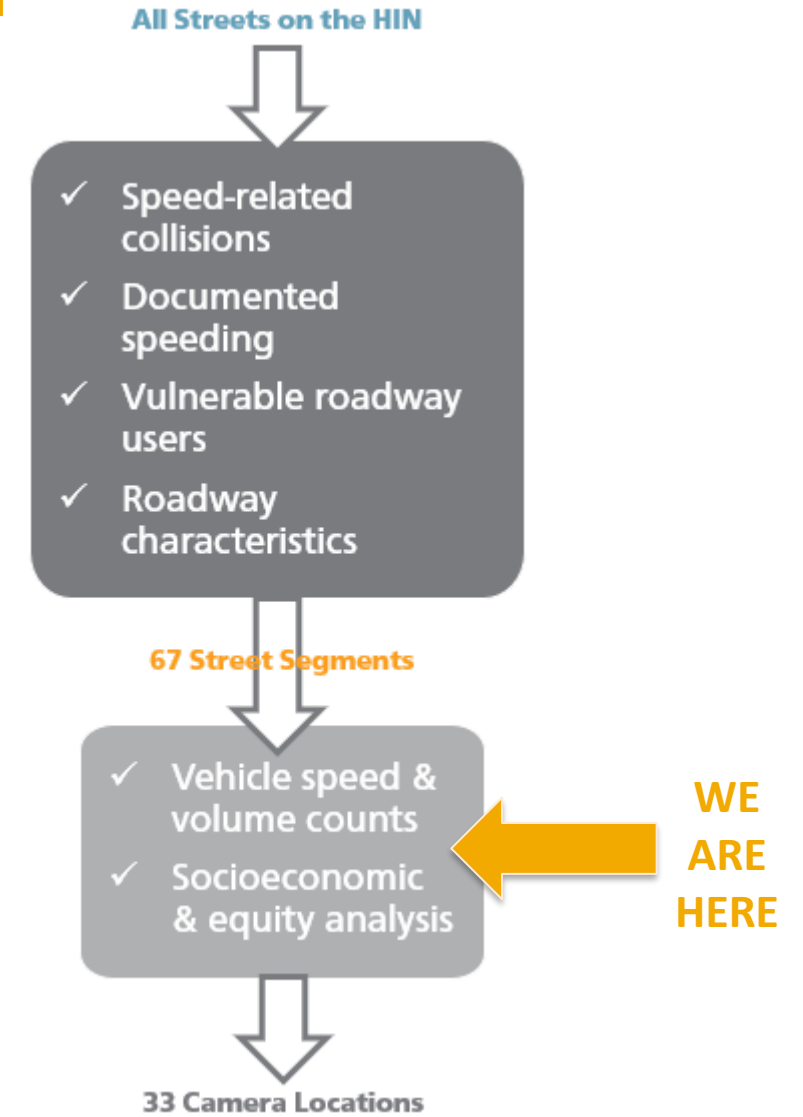 All Streets on the HIN
✓ Speed-related
collisions
✓ Documented
speeding
✓ Vulnerable roadway
users
✓ Roadway
characteristics
67 Street Segments
✓ Vehicle speed &
volume counts
✓ Socioeconomic
& equity analysis
WE
ARE
HERE
33 Camera Locations